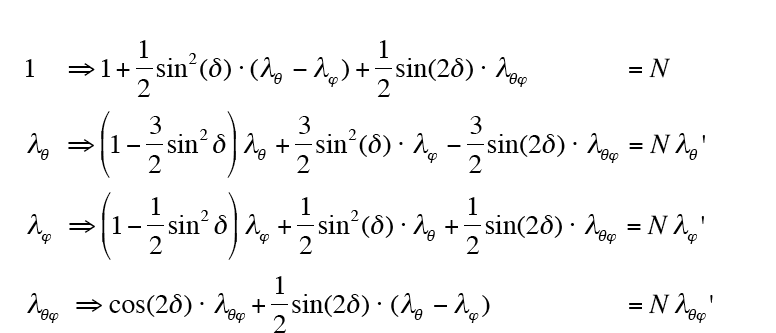 1 ⇒ 1 + 1/2 sin²(δ) · (λ_θ − λ_φ) + 1/2 sin(2δ) · λ_θφ = N
λ_θ ⇒ (1 − 3/2 sin² δ) λ_θ + 3/2 sin²(δ) · λ_φ − 3/2 sin(2δ) · λ_θφ = N λ_θ'
λ_φ ⇒ (1 − 1/2 sin² δ) λ_φ + 1/2 sin²(δ) · λ_θ + 1/2 sin(2δ) · λ_θφ = N λ_φ'
λ_θφ ⇒ cos(2δ) · λ_θφ + 1/2 sin(2δ) · (λ_θ − λ_φ) = N λ_θφ'